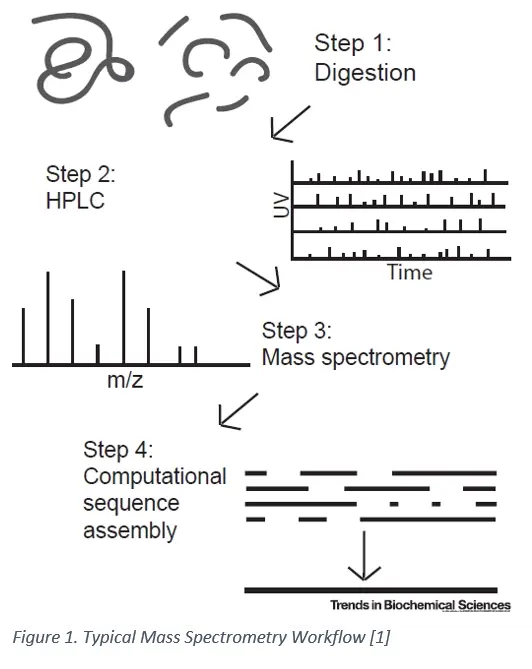 Step 1:
Digestion
Step 2:
HPLC
UV
Time
Step 3:
Mass spectrometry
m/z
Step 4:
Computational
sequence
assembly
Trends in Biochemical Sciences
Figure 1. Typical Mass Spectrometry Workflow [1]